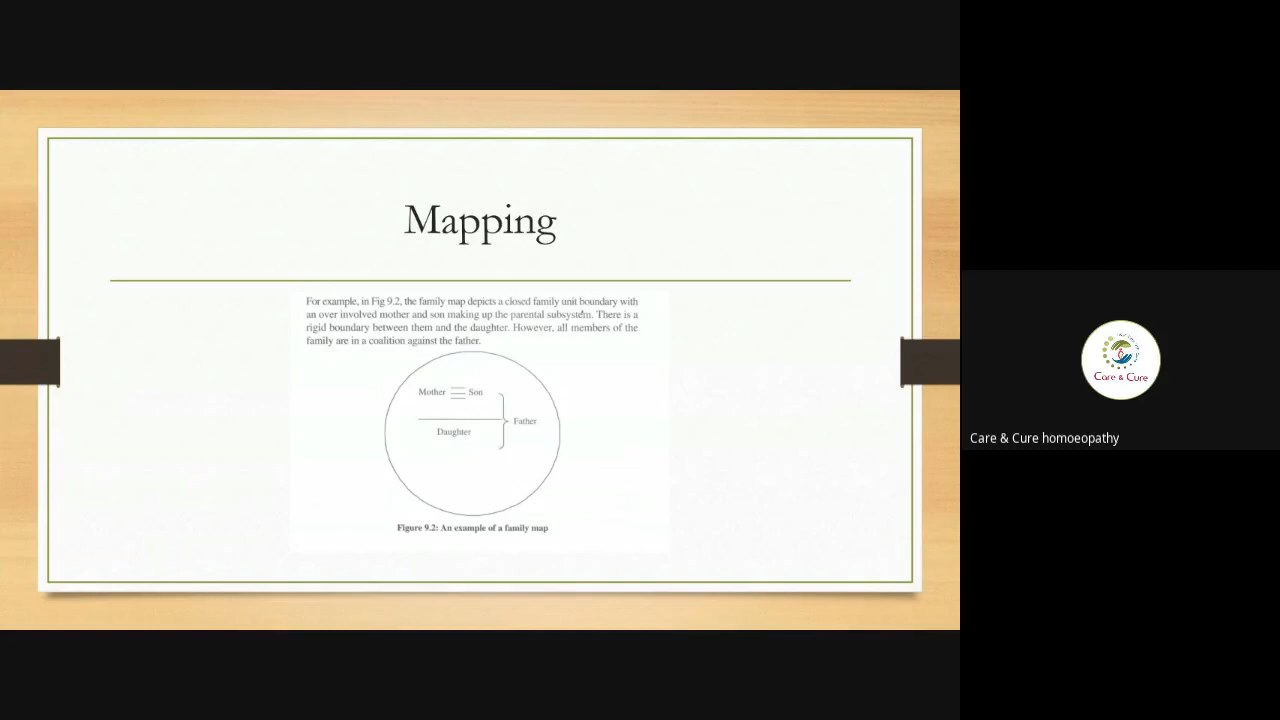 Mapping
For example, in Fig 9.2, the family map depicts a closed family unit boundary with
an over involved mother and son making up the parental subsystem. There is a
rigid boundary between them and the daughter. However, all members of the
family are in a coalition against the father.
Mother Son
Father
Daughter
Figure 9.2: An example of a family map
Care & Cure
Care & Cure homoeopathy